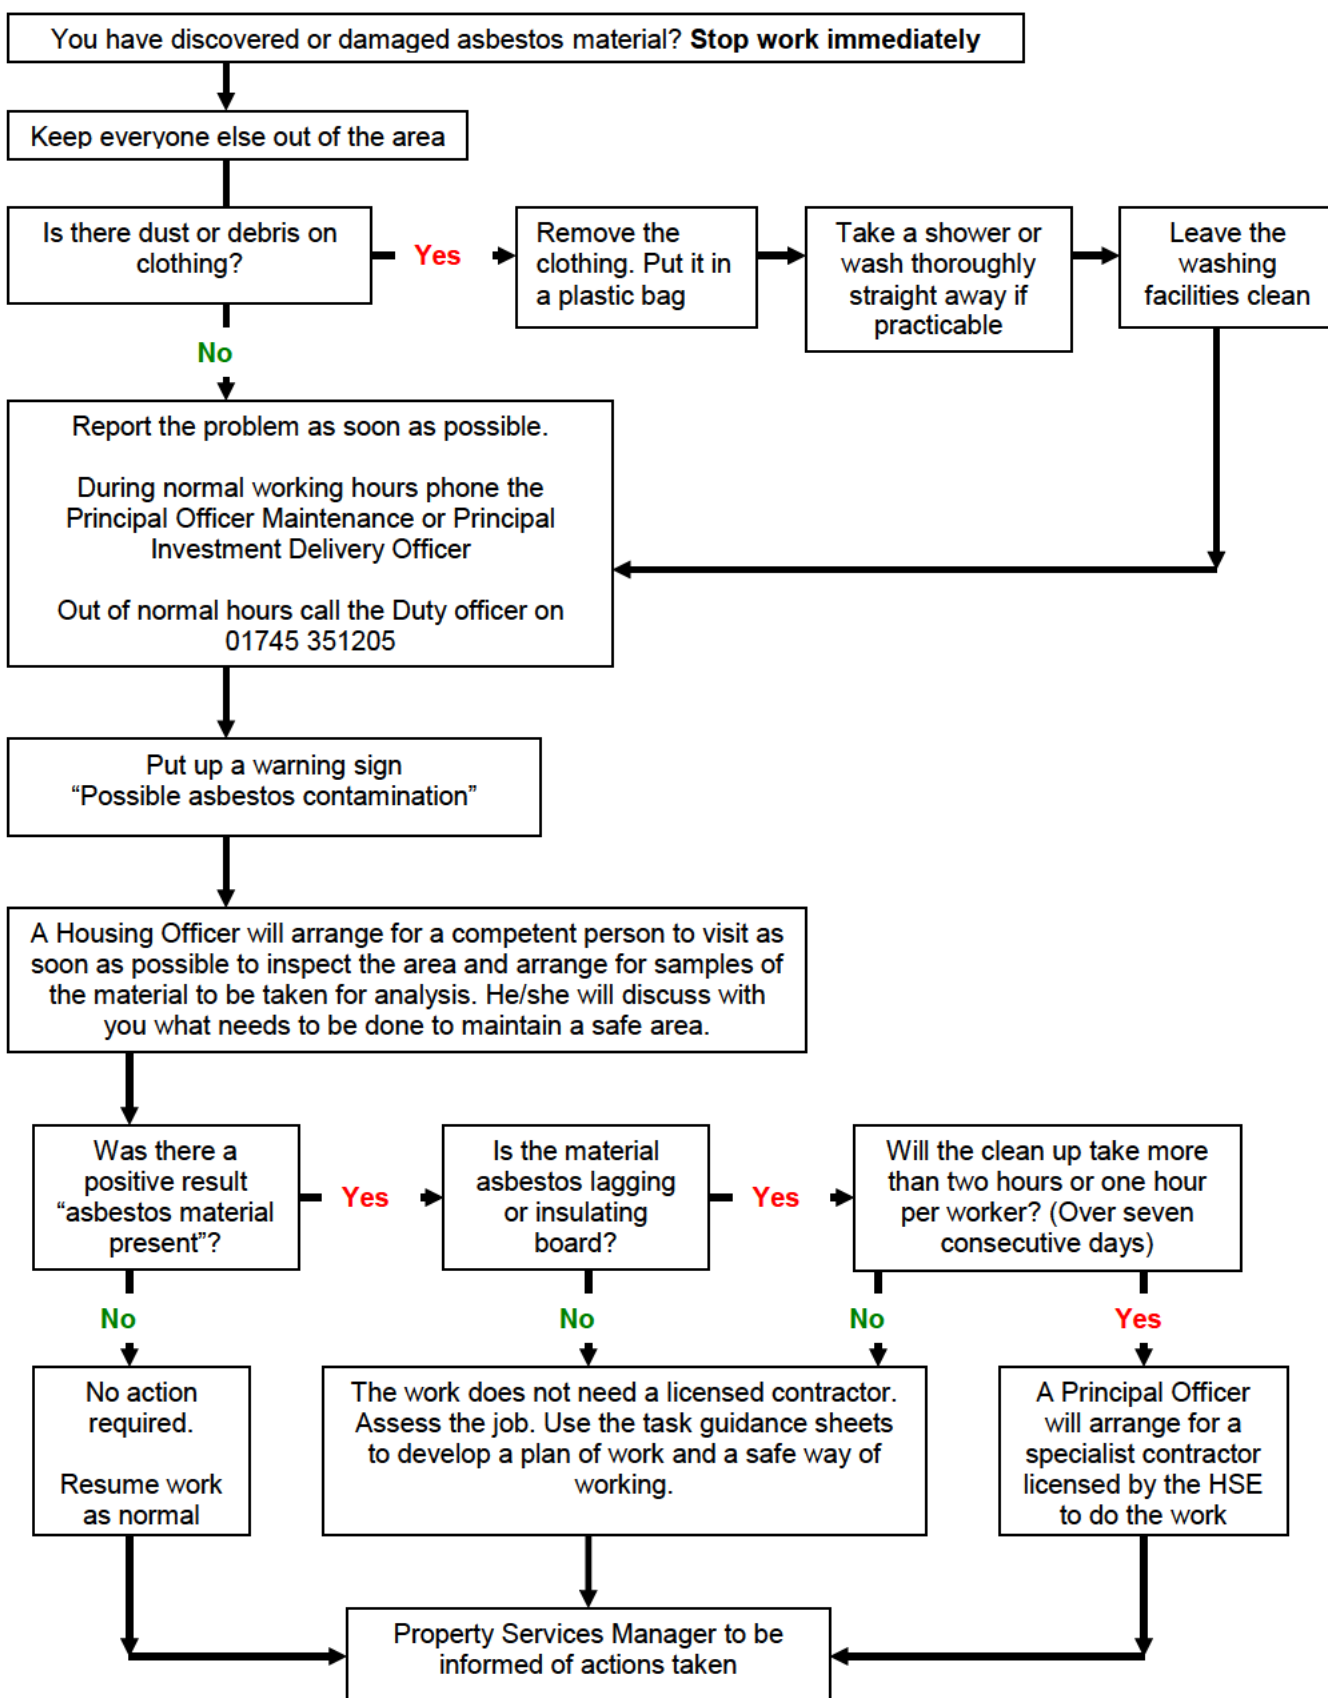 You have discovered or damaged asbestos material? Stop work immediately
Keep everyone else out of the area
Is there dust or debris on
clothing?
Yes
Remove the
clothing. Put it in
a plastic bag
Take a shower or
wash thoroughly
straight away if
practicable
Leave the
washing
facilities clean
No
Report the problem as soon as possible.
During normal working hours phone the
Principal Officer Maintenance or Principal
Investment Delivery Officer
Out of normal hours call the Duty officer on
01745 351205
Put up a warning sign
“Possible asbestos contamination”
A Housing Officer will arrange for a competent person to visit as
soon as possible to inspect the area and arrange for samples of
the material to be taken for analysis. He/she will discuss with
you what needs to be done to maintain a safe area.
Was there a
positive result
“asbestos material
present”?
Yes
Is the material
asbestos lagging
or insulating
board?
Yes
Will the clean up take more
than two hours or one hour
per worker? (Over seven
consecutive days)
No
No
No
Yes
No action
required.
Resume work
as normal
The work does not need a licensed contractor.
Assess the job. Use the task guidance sheets
to develop a plan of work and a safe way of
working.
A Principal Officer
will arrange for a
specialist contractor
licensed by the HSE
to do the work
Property Services Manager to be
informed of actions taken